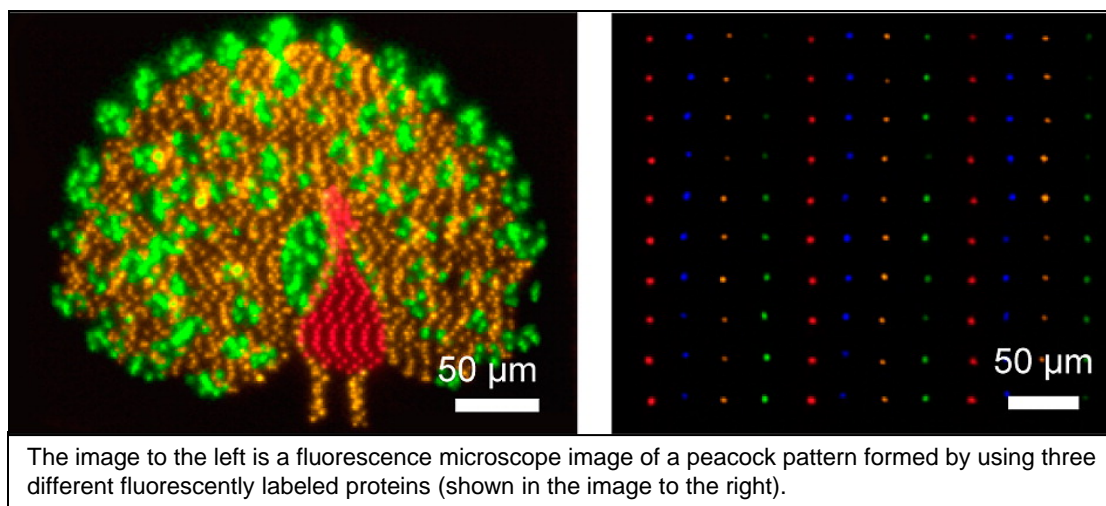 50 µm
50 µm
The image to the left is a fluorescence microscope image of a peacock pattern formed by using three
different fluorescently labeled proteins (shown in the image to the right).